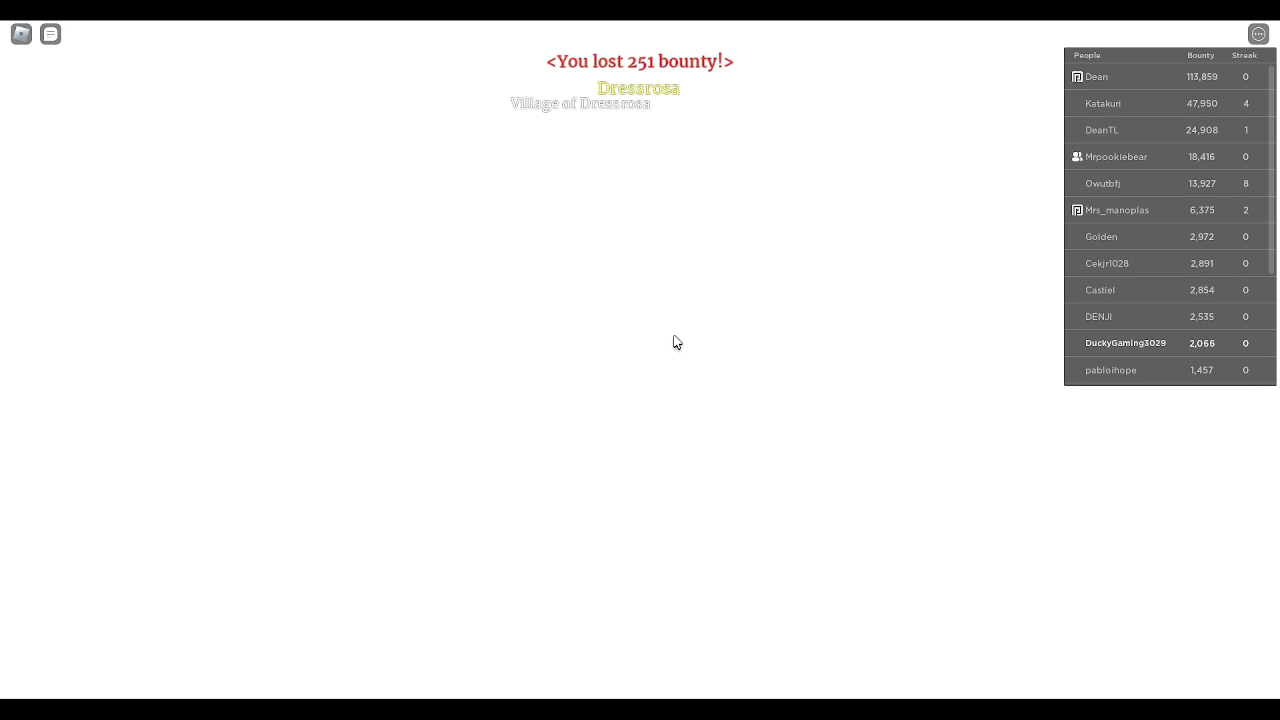 <You lost 251 bounty!>
Dressrosa
Village of Dressrosa
People Bounty Streak
Dean 113,859 0
Katakuri 47,950 4
DeanTL 24,908 1
Mrpookiebear 18,416 0
Owutbfj 13,927 8
Mrs_manoplas 6,375 2
Golden 2,972 0
Cekjr1028 2,891 0
Castiel 2,854 0
DENJI 2,535 0
DuckyGaming3029 2,066 0
pabloihope 1,457 0